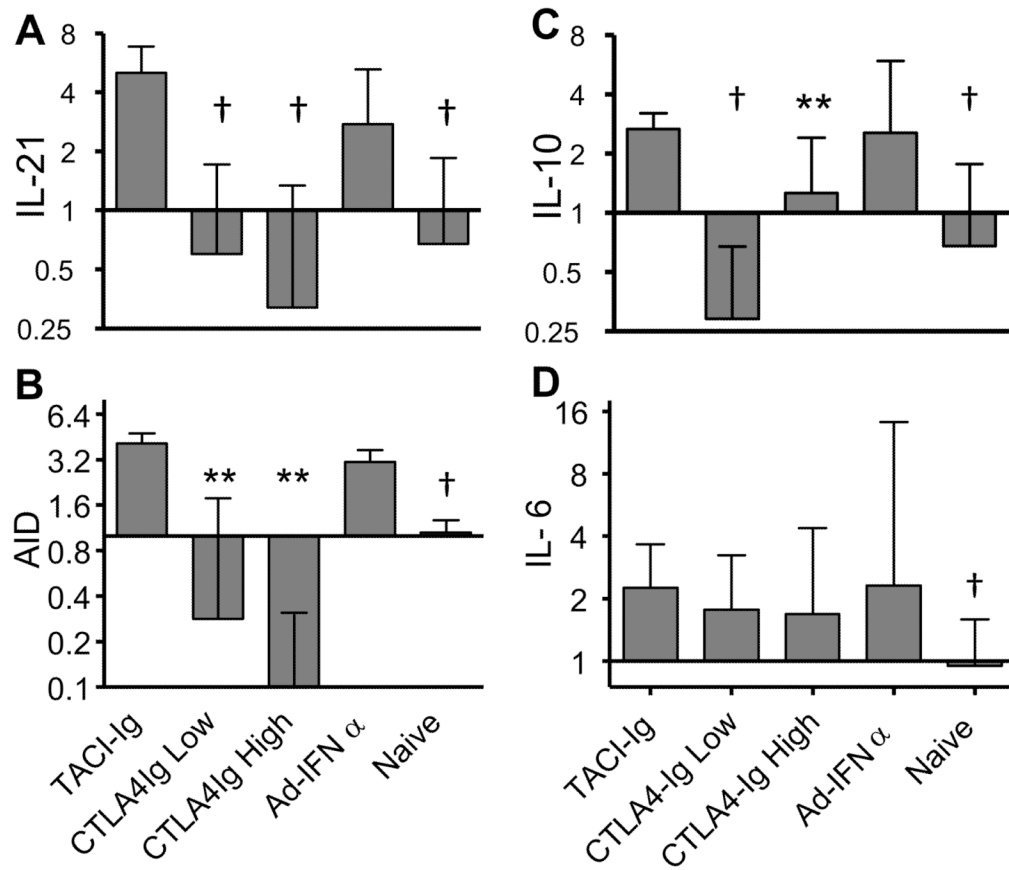 A
IL-21
8
4
2
1
0.5
0.25
† † †
C
IL-10
8
4
2
1
0.5
0.25
† ** †
B
AID
6.4
3.2
1.6
0.8
0.4
0.2
0.1
** ** †
TACI-Ig
CTLA4Ig Low
CTLA4Ig High
Ad-IFN α
Naive
D
IL- 6
16
8
4
2
1
†
TACI-Ig
CTLA4-Ig Low
CTLA4-Ig High
Ad-IFN α
Naive